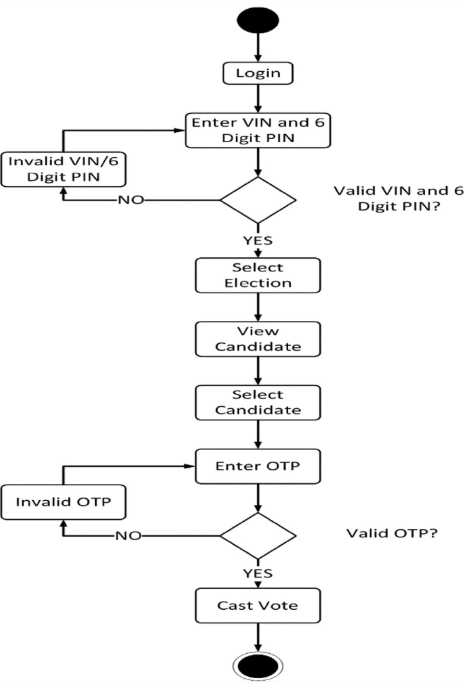 Login
Enter VIN and 6
Digit PIN
Invalid VIN/6
Digit PIN
NO
Valid VIN and 6
Digit PIN?
YES
Select
Election
View
Candidate
Select
Candidate
Enter OTP
Invalid OTP
NO
Valid OTP?
YES
Cast Vote